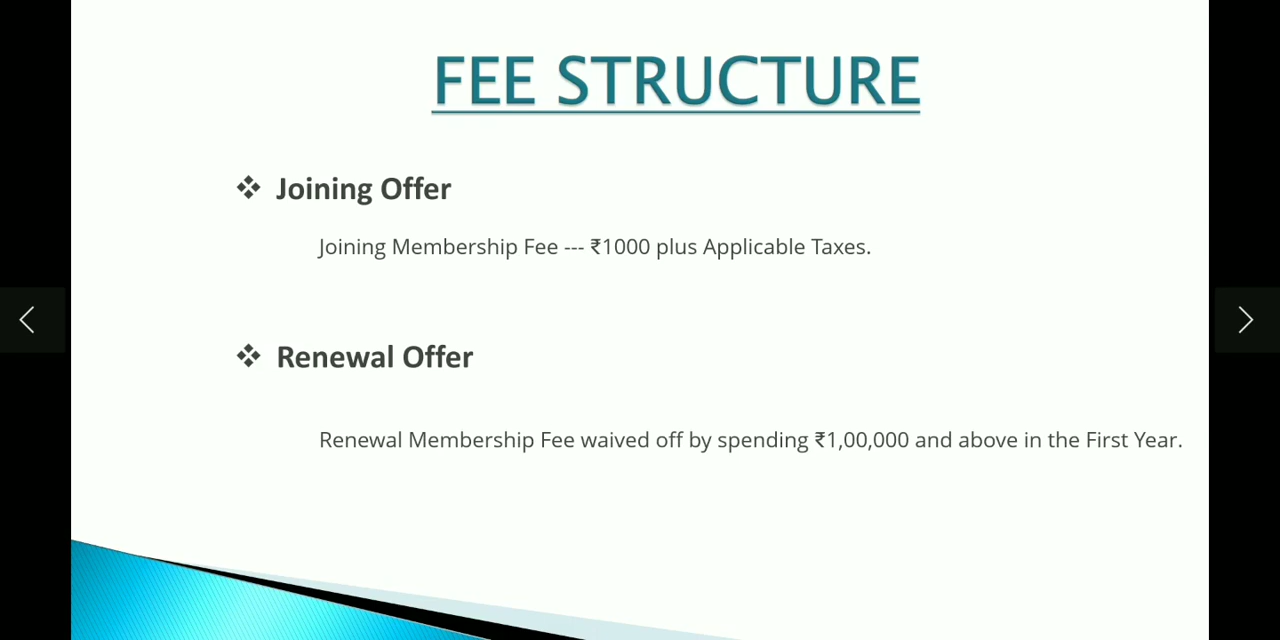 FEE STRUCTURE
❖ Joining Offer
Joining Membership Fee --- ₹1000 plus Applicable Taxes.
❖ Renewal Offer
Renewal Membership Fee waived off by spending ₹1,00,000 and above in the First Year.